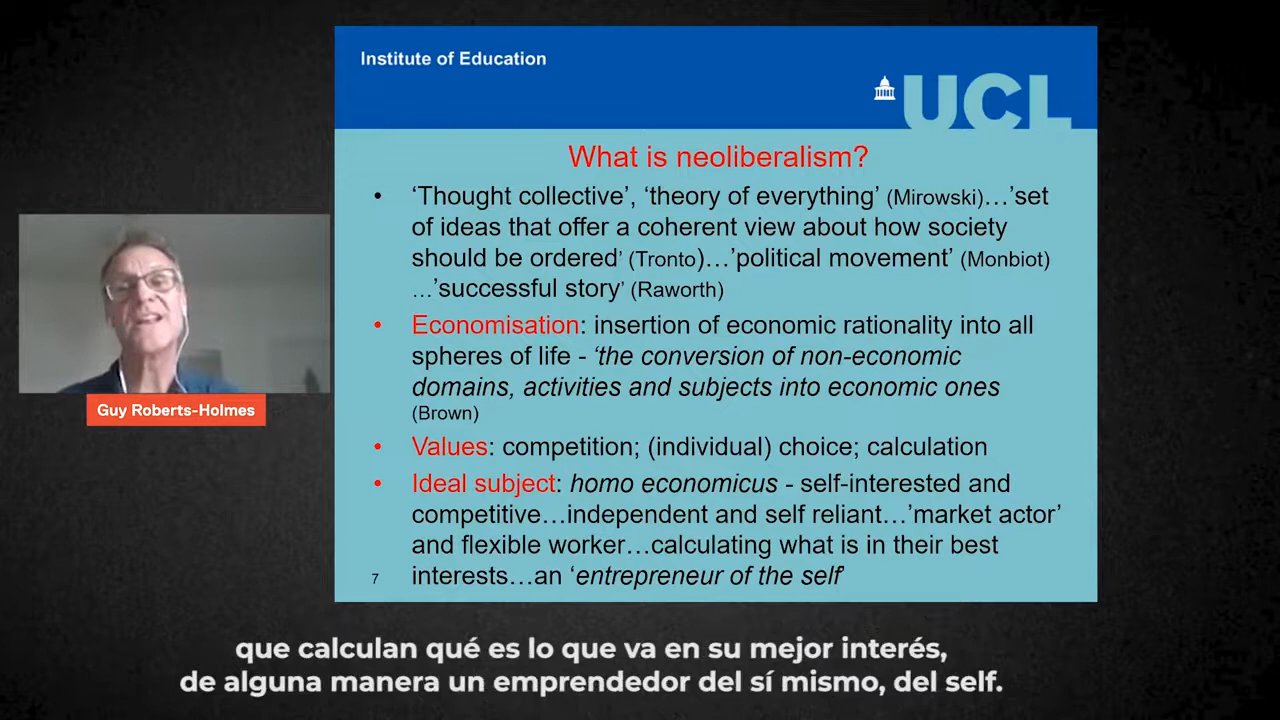 Institute of Education
UCL
What is neoliberalism?
• ‘Thought collective’, ‘theory of everything’ (Mirowski)…’set
of ideas that offer a coherent view about how society
should be ordered’ (Tronto)…’political movement’ (Monbiot)
…’successful story’ (Raworth)
• Economisation: insertion of economic rationality into all
spheres of life - ‘the conversion of non-economic
domains, activities and subjects into economic ones
(Brown)
• Values: competition; (individual) choice; calculation
• Ideal subject: homo economicus - self-interested and
competitive…independent and self reliant…’market actor’
and flexible worker…calculating what is in their best
interests…an ‘entrepreneur of the self’
7
Guy Roberts-Holmes
que calculan qué es lo que va en su mejor interés,
de alguna manera un emprendedor del sí mismo, del self.